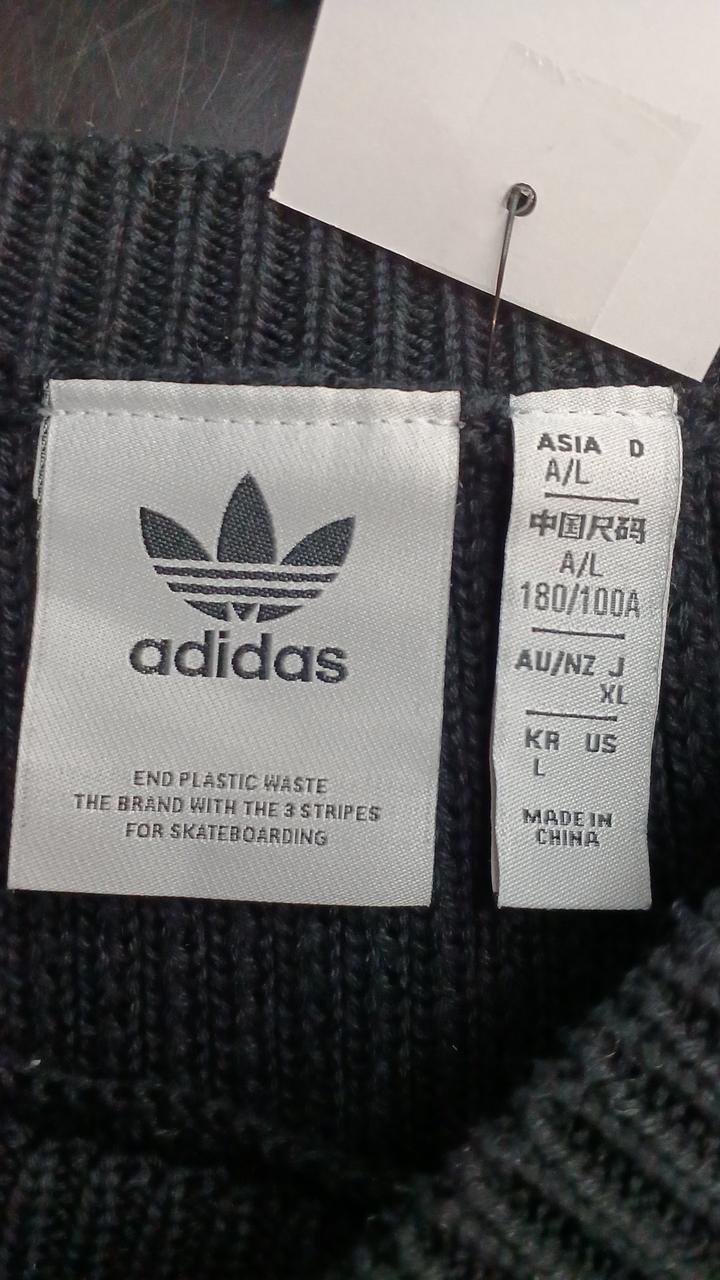 adidas
END PLASTIC WASTE
THE BRAND WITH THE 3 STRIPES
FOR SKATEBOARDING
ASIA D
A/L
中国尺码
A/L
180/100A
AU/NZ J
XL
KR US
L
MADE IN
CHINA